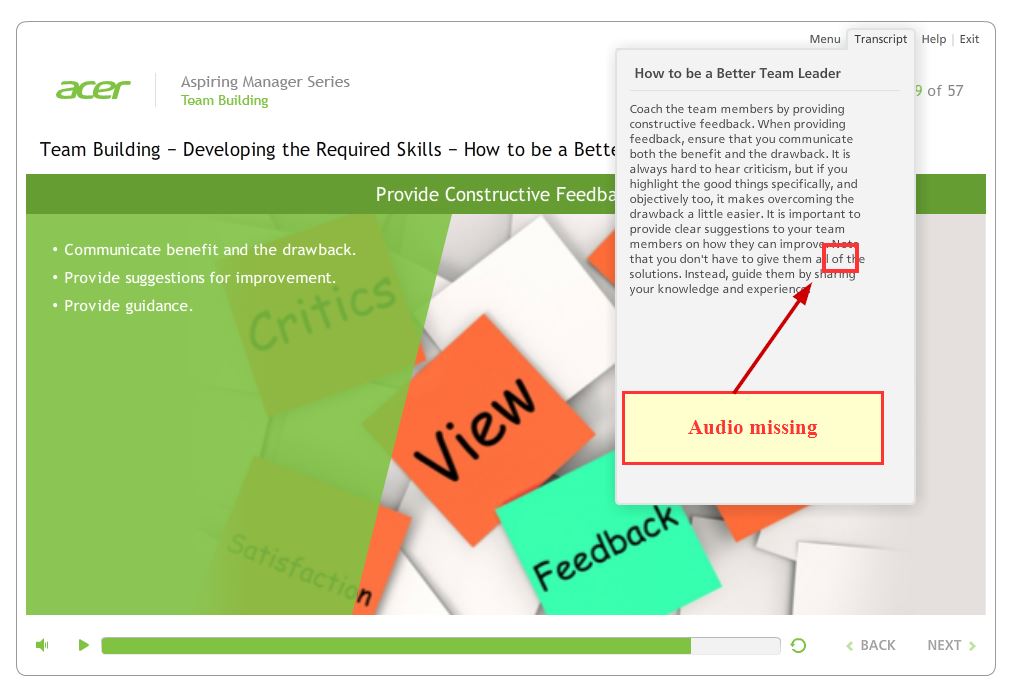 Menu Transcript Help | Exit
acer
Aspiring Manager Series
Team Building
9 of 57
Team Building – Developing the Required Skills – How to be a Bette
Provide Constructive Feedba
• Communicate benefit and the drawback.
• Provide suggestions for improvement.
• Provide guidance.
How to be a Better Team Leader
Coach the team members by providing
constructive feedback. When providing
feedback, ensure that you communicate
both the benefit and the drawback. It is
always hard to hear criticism, but if you
highlight the good things specifically, and
objectively too, it makes overcoming the
drawback a little easier. It is important to
provide clear suggestions to your team
members on how they can improve. Note
that you don't have to give them all of the
solutions. Instead, guide them by sharing
your knowledge and experience.
Audio missing
Critics
View
Feedback
Satisfaction
BACK NEXT